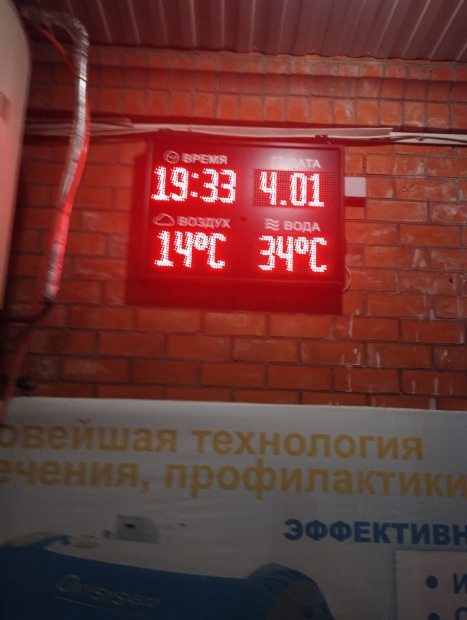 ВРЕМЯ ДАТА
19:33 4.01
ВОЗДУХ ВОДА
14°C 34°C
овейшая технология
ечения, профилактики
ЭФФЕКТИВН
• И